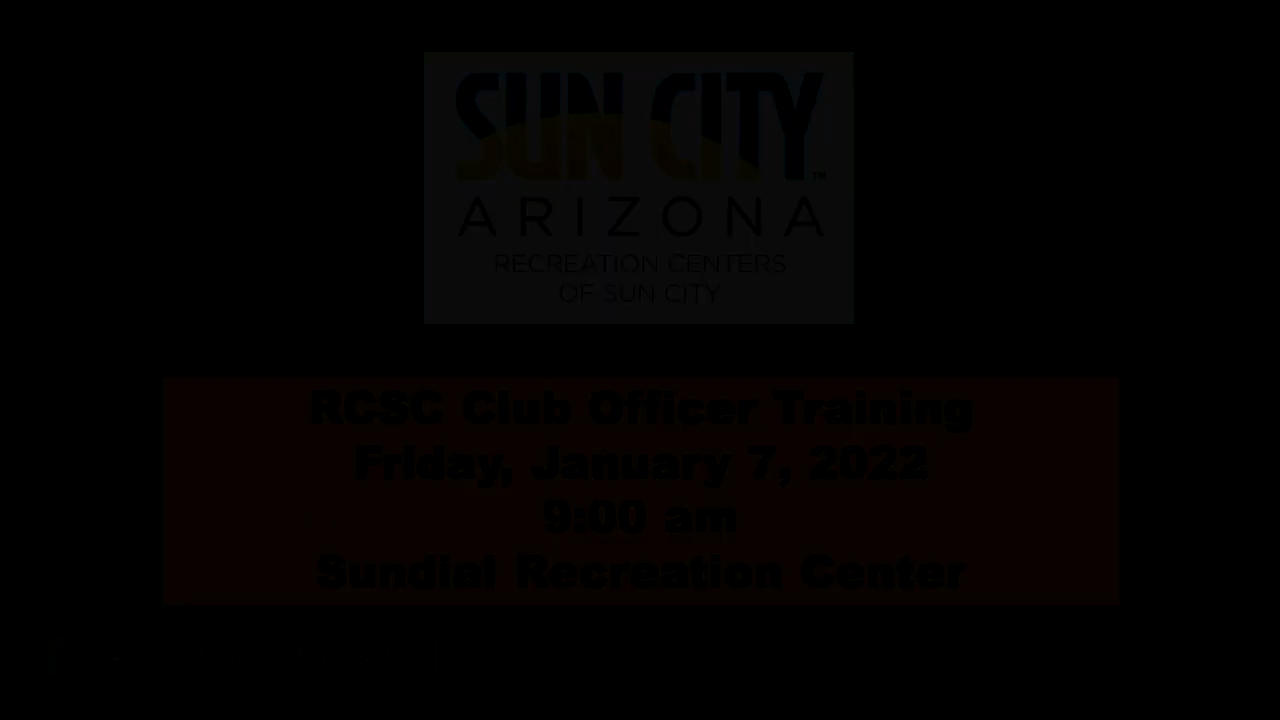 SUN CITY™
ARIZONA
RECREATION CENTERS
OF SUN CITY
RCSC Club Officer Training
Friday, January 7, 2022
9:00 am
Sundial Recreation Center